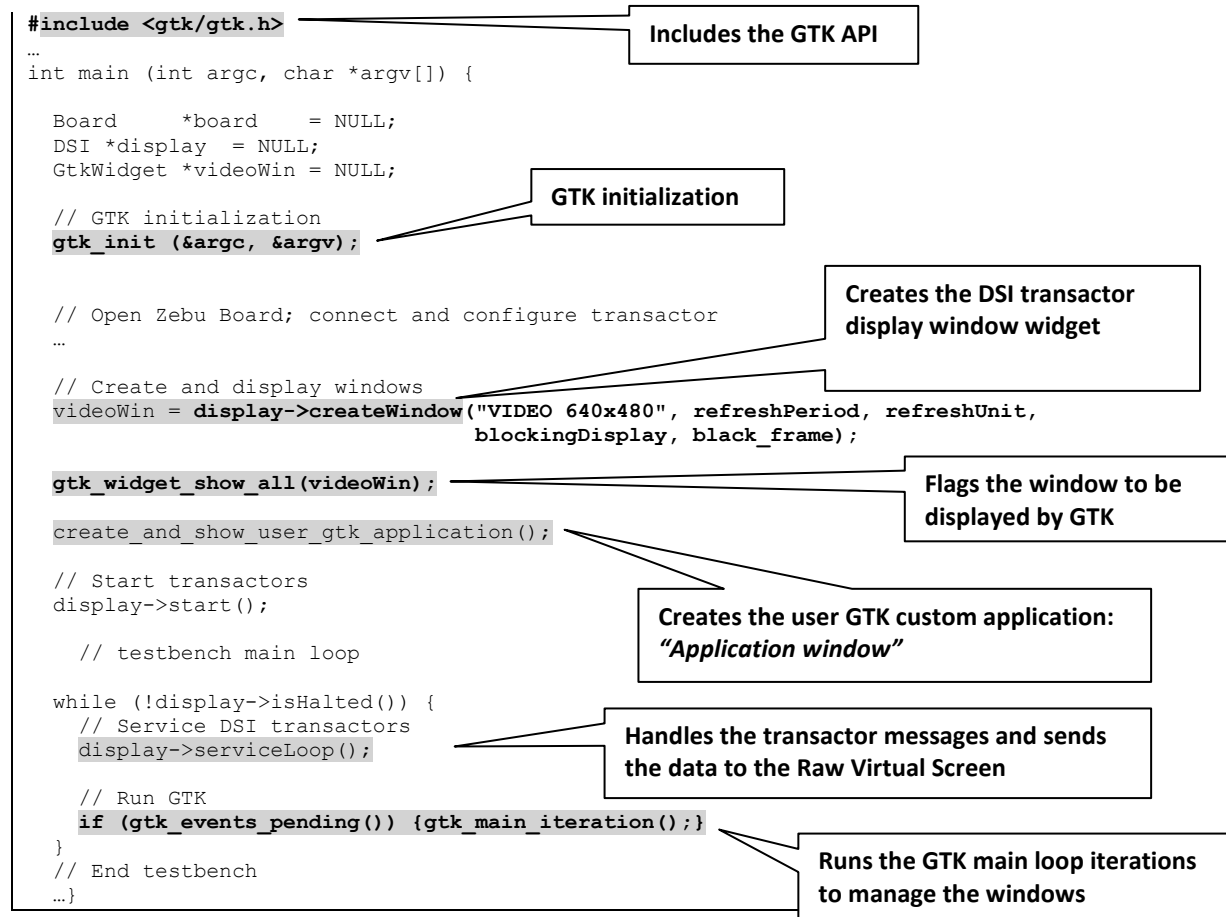 #include <gtk/gtk.h>
Includes the GTK API
…
int main (int argc, char *argv[]) {
Board *board = NULL;
DSI *display = NULL;
GtkWidget *videoWin = NULL;
GTK initialization
// GTK initialization
gtk_init (&argc, &argv);
Creates the DSI transactor
display window widget
// Open Zebu Board; connect and configure transactor
…
// Create and display windows
videoWin = display->createWindow("VIDEO 640x480", refreshPeriod, refreshUnit,
blockingDisplay, black_frame);
gtk_widget_show_all(videoWin);
Flags the window to be
displayed by GTK
create_and_show_user_gtk_application();
// Start transactors
display->start();
Creates the user GTK custom application:
“Application window”
// testbench main loop
while (!display->isHalted()) {
// Service DSI transactors
display->serviceLoop();
Handles the transactor messages and sends
the data to the Raw Virtual Screen
// Run GTK
if (gtk_events_pending()) {gtk_main_iteration();}
}
// End testbench
…}
Runs the GTK main loop iterations
to manage the windows